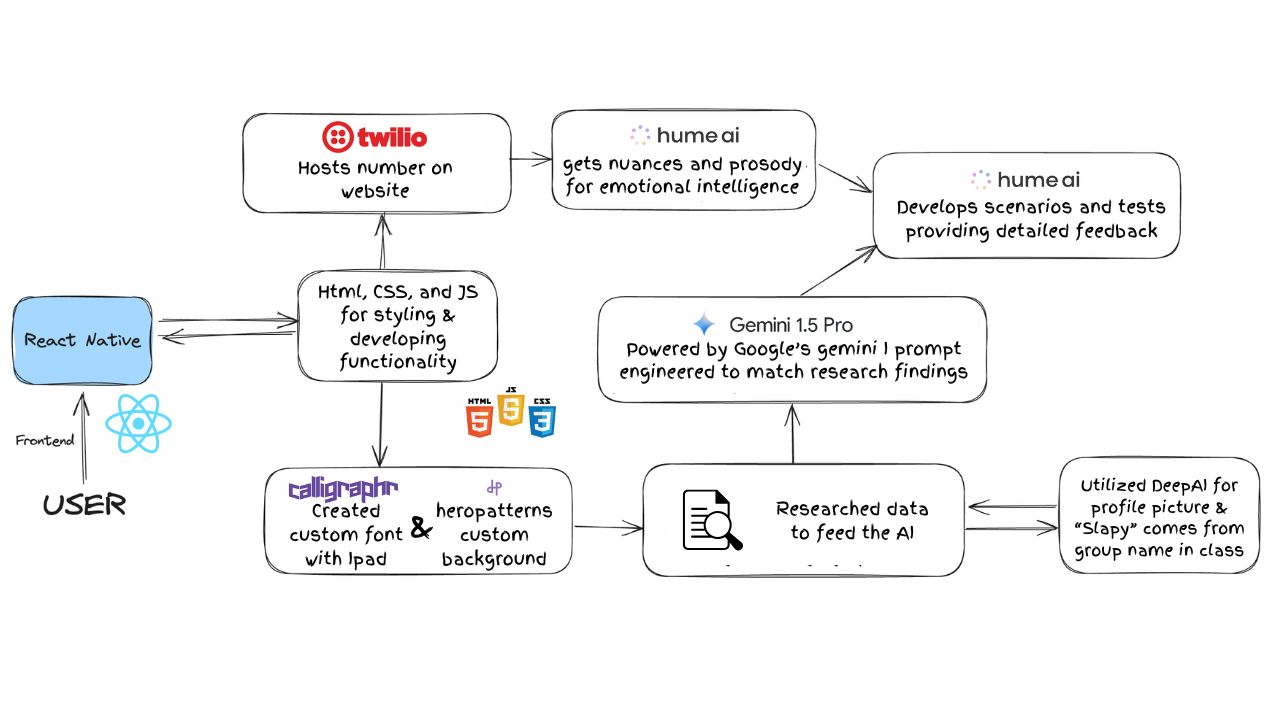 twilio
Hosts number on
website
hume ai
gets nuances and prosody
for emotional intelligence
hume ai
Develops scenarios and tests
providing detailed feedback
React Native
Frontend
USER
Html, CSS, and JS
for styling &
developing
functionality
HTML
5
JS
5
CSS
3
Gemini 1.5 Pro
Powered by Google's gemini | prompt
engineered to match research findings
calligraphr
Created
custom font
with Ipad
&
hp
heropatterns
custom
background
Researched data
to feed the AI
Utilized DeepAI for
profile picture &
"Slapy" comes from
group name in class